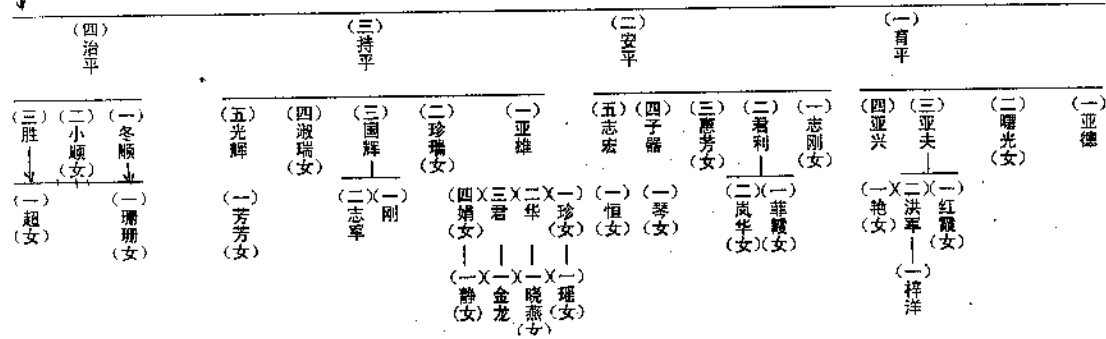 (一)育平
(二)安平
(三)持平
(四)治平
(一)亚德
(二)曙光(女)
(三)亚夫
(四)亚兴
(一)志刚(女)
(二)君利
(三)惠芳(女)
(四)子器
(五)志宏
(一)亚雄
(二)珍瑞(女)
(三)国辉
(四)淑瑞(女)
(五)光辉
(一)冬顺
(二)小顺(女)
(三)胜
(一)红霞(女)
(二)洪军
(一)艳(女)
(一)菲霞(女)
(二)岚华(女)
(一)琴(女)
(一)恒(女)
(一)珍(女)
(二)华
(三)君
(四)娟(女)
(一)刚
(二)志军
(一)芳芳(女)
(一)珊珊(女)
(一)超(女)
(一)梓洋
(一)瑶(女)
(一)晓燕(女)
(一)金龙
(一)静(女)